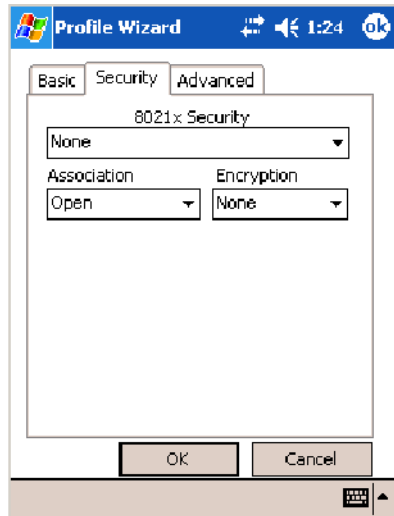 Profile Wizard 1:24 ok
Basic Security Advanced
8021x Security
None
Association Encryption
Open None
OK Cancel